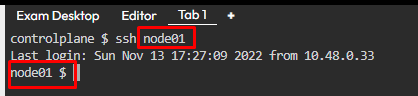 Exam Desktop Editor Tab 1 +
controlplane $ ssh node01
Last login: Sun Nov 13 17:27:09 2022 from 10.48.0.33
node01 $